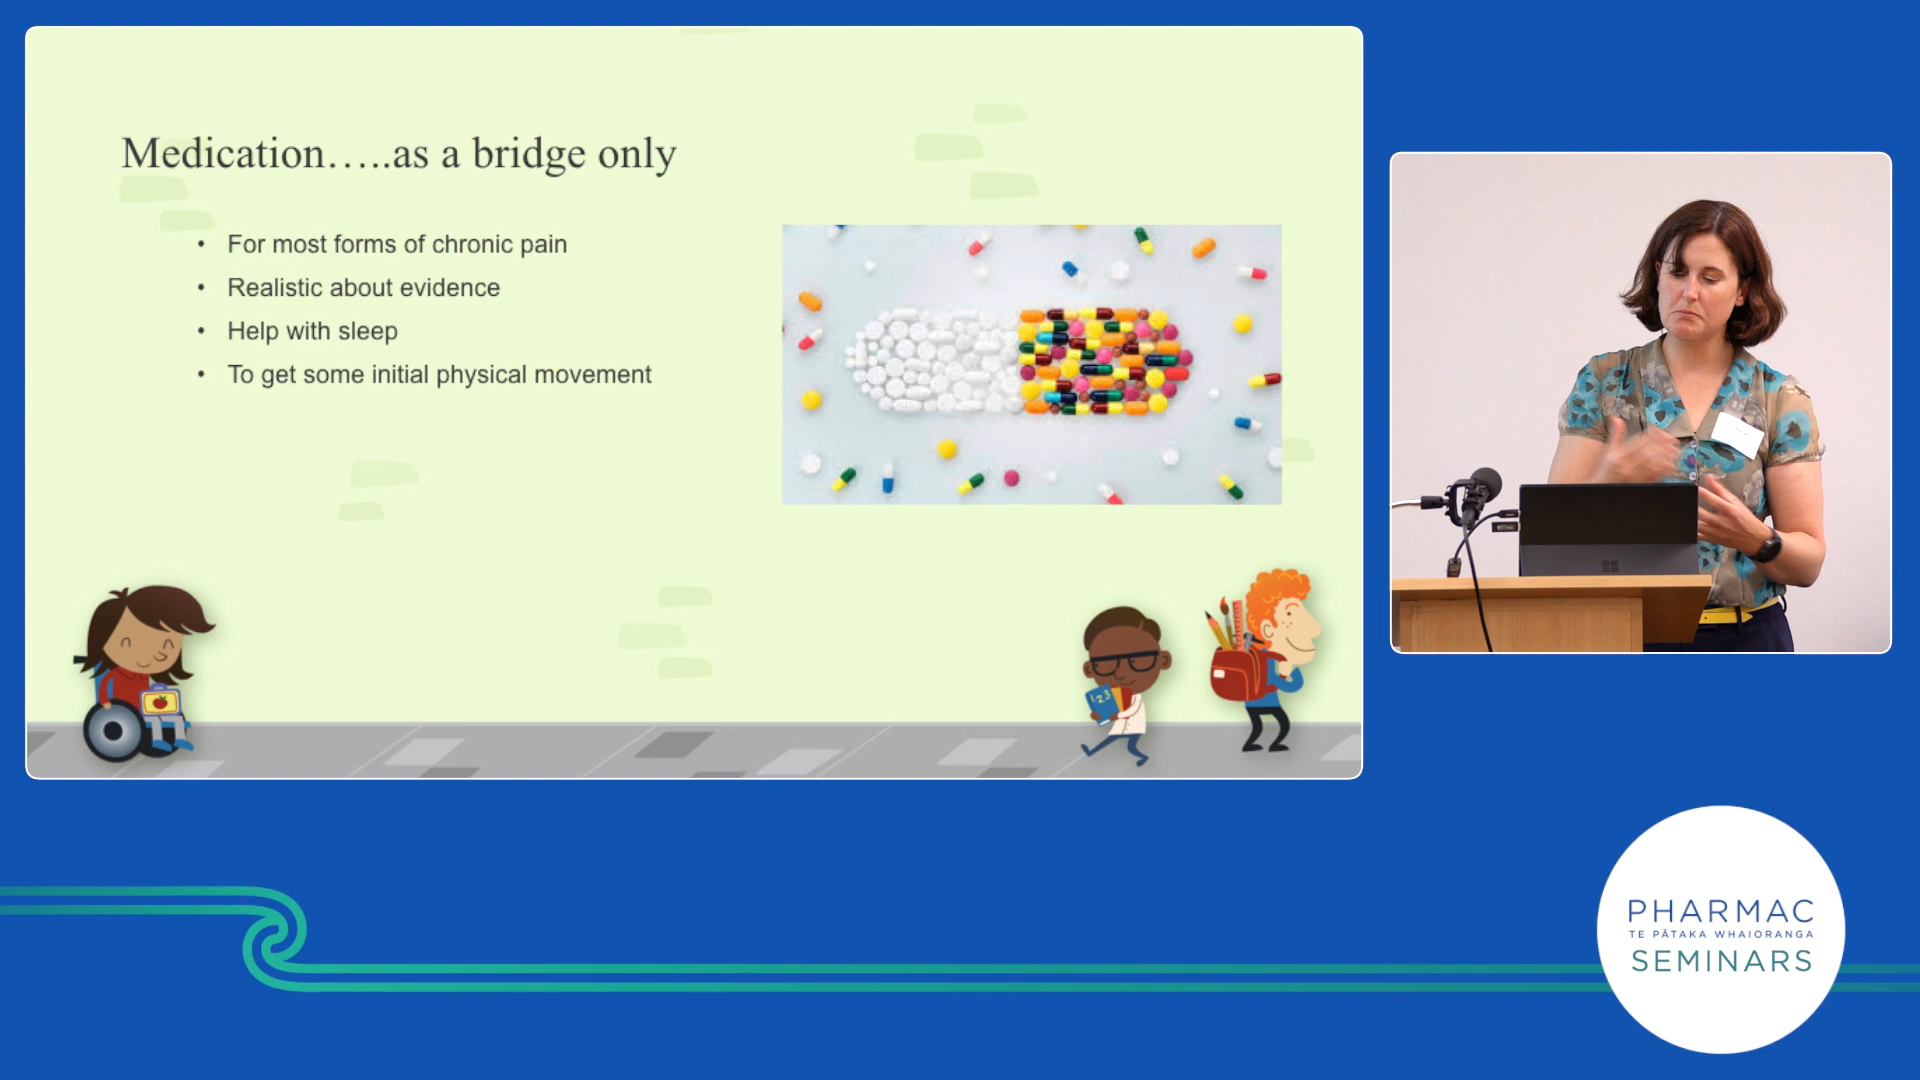 Medication…..as a bridge only
• For most forms of chronic pain
• Realistic about evidence
• Help with sleep
• To get some initial physical movement
123
PHARMAC
TE PĀTAKA WHAIORANGA
SEMINARS